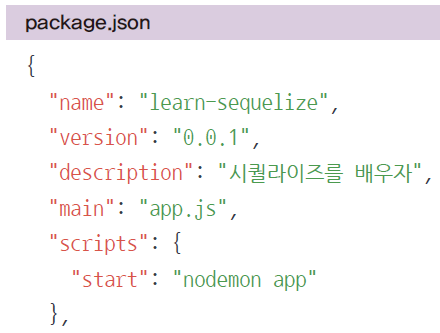 package.json
{
"name": "learn-sequelize",
"version": "0.0.1",
"description": "시퀄라이즈를 배우자",
"main": "app.js",
"scripts": {
"start": "nodemon app"
},